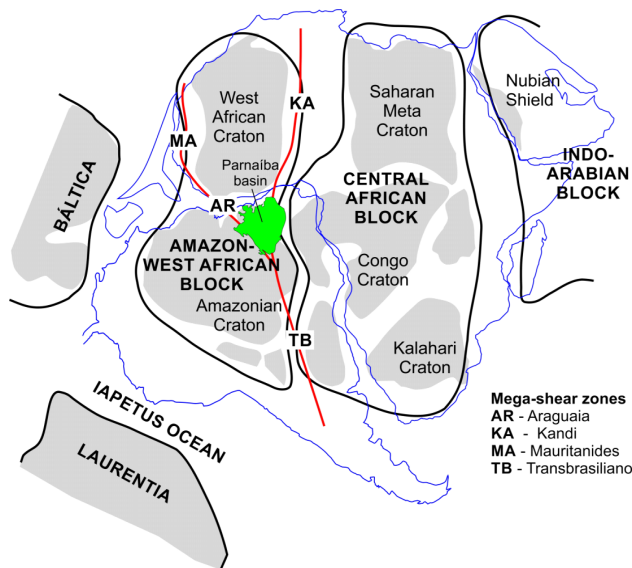 West
African
Craton
KA
Saharan
Meta
Craton
Nubian
Shield
MA
Parnaíba
basin
INDO-
ARABIAN
BLOCK
BÁLTICA
AR
CENTRAL
AFRICAN
BLOCK
AMAZON-
WEST AFRICAN
BLOCK
Congo
Craton
Amazonian
Craton
TB
Kalahari
Craton
IAPETUS OCEAN
LAURENTIA
Mega-shear zones
AR - Araguaia
KA - Kandi
MA - Mauritanides
TB - Transbrasiliano